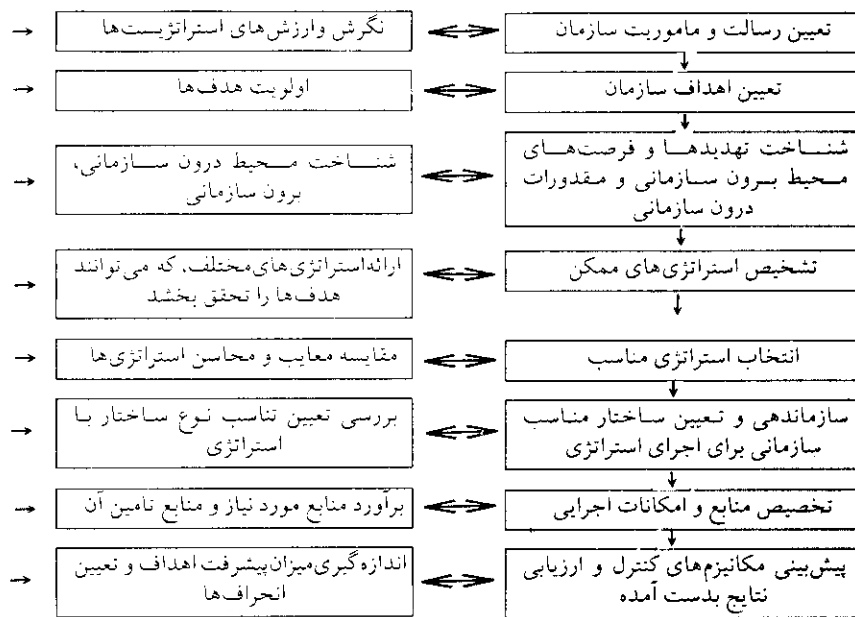 تعیین رسالت و ماموریت سازمان
نگرش وارزش‌های استراتژیست‌ها
تعیین اهداف سازمان
اولویت هدف‌ها
شناخت تهدیدها و فرصت‌های
محیط برون سازمانی و مقدورات
درون سازمانی
شناخت محیط درون سازمانی،
برون سازمانی
تشخیص استراتژی‌های ممکن
ارائه‌استراتژی‌های‌مختلف، که می‌توانند
هدف‌ها را تحقق بخشد
انتخاب استراتژی مناسب
مقایسه معایب و محاسن استراتژی‌ها
سازماندهی و تعیین ساختار مناسب
سازمانی برای اجرای استراتژی
بررسی تعیین تناسب نوع ساختار با
استراتژی
تخصیص منابع و امکانات اجرایی
برآورد منابع مورد نیاز و منابع تامین آن
پیش‌بینی مکانیزم‌های کنترل و ارزیابی
نتایج بدست آمده
اندازه‌گیری‌میزان‌پیشرفت اهداف و تعیین
انحراف‌ها